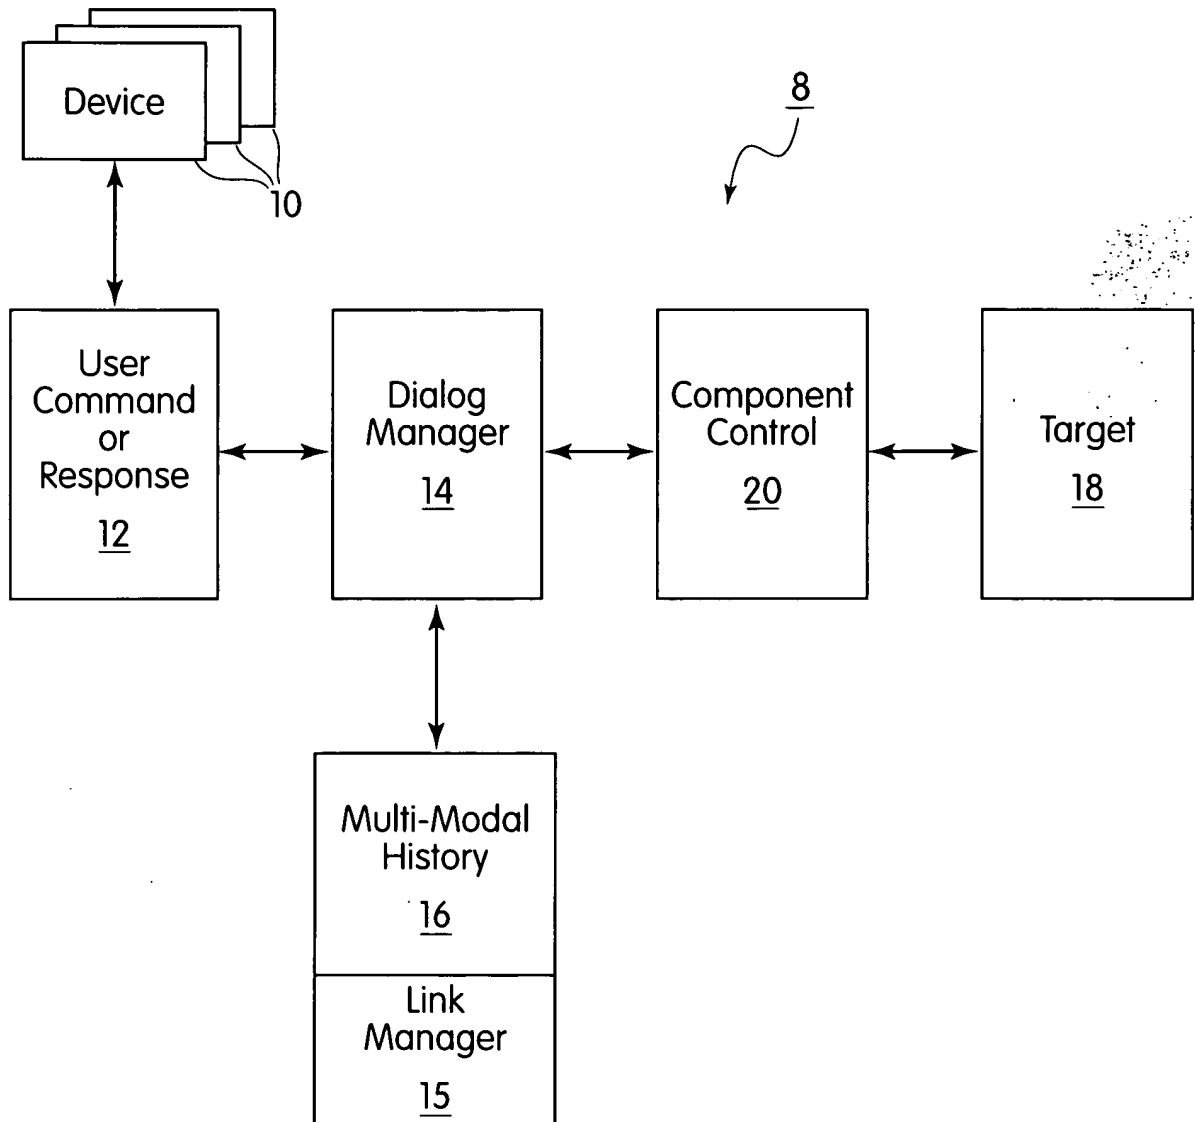 Device
10
8
User
Command
or
Response
12
Dialog
Manager
14
Component
Control
20
Target
18
Multi-Modal
History
16
Link
Manager
15